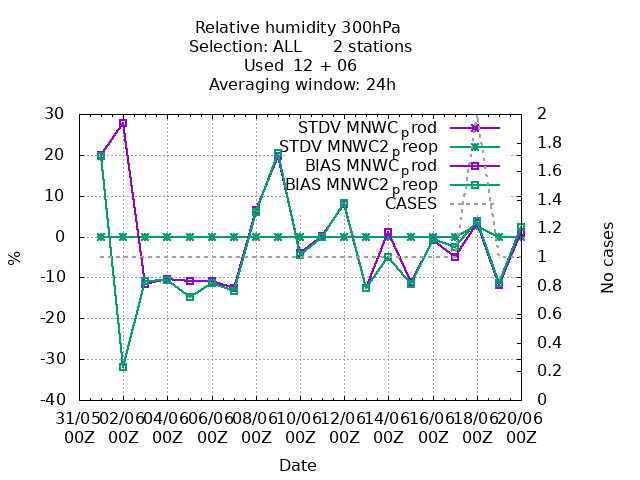 Relative humidity 300hPa
Selection: ALL 2 stations
Used 12 + 06
Averaging window: 24h
30
20
10
0
-10
-20
-30
-40
%
2
1.8
1.6
1.4
1.2
1
0.8
0.6
0.4
0.2
0
No cases
STDV MNWCprod
STDV MNWC2preop
BIAS MNWCprod
BIAS MNWC2preop
CASES
31/05 02/06 04/06 06/06 08/06 10/06 12/06 14/06 16/06 18/06 20/06
00Z 00Z 00Z 00Z 00Z 00Z 00Z 00Z 00Z 00Z 00Z
Date